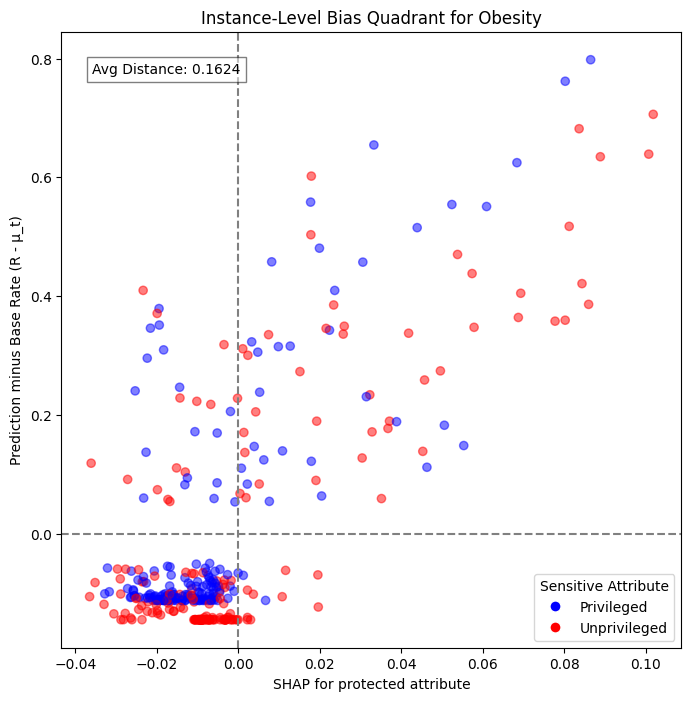 Instance-Level Bias Quadrant for Obesity
Avg Distance: 0.1624
Prediction minus Base Rate (R - μ_t)
0.8
0.6
0.4
0.2
0.0
Sensitive Attribute
Privileged
Unprivileged
−0.04 −0.02 0.00 0.02 0.04 0.06 0.08 0.10
SHAP for protected attribute